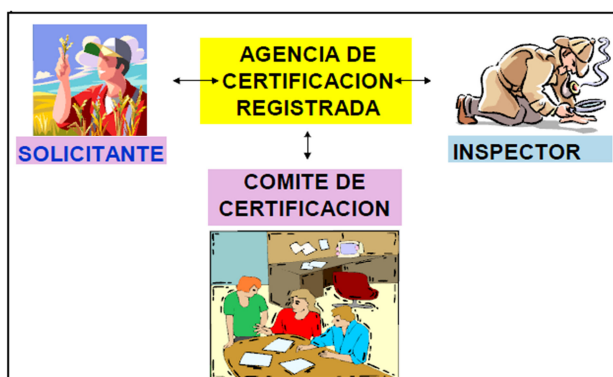 AGENCIA DE
CERTIFICACION
REGISTRADA
SOLICITANTE
INSPECTOR
COMITE DE
CERTIFICACION